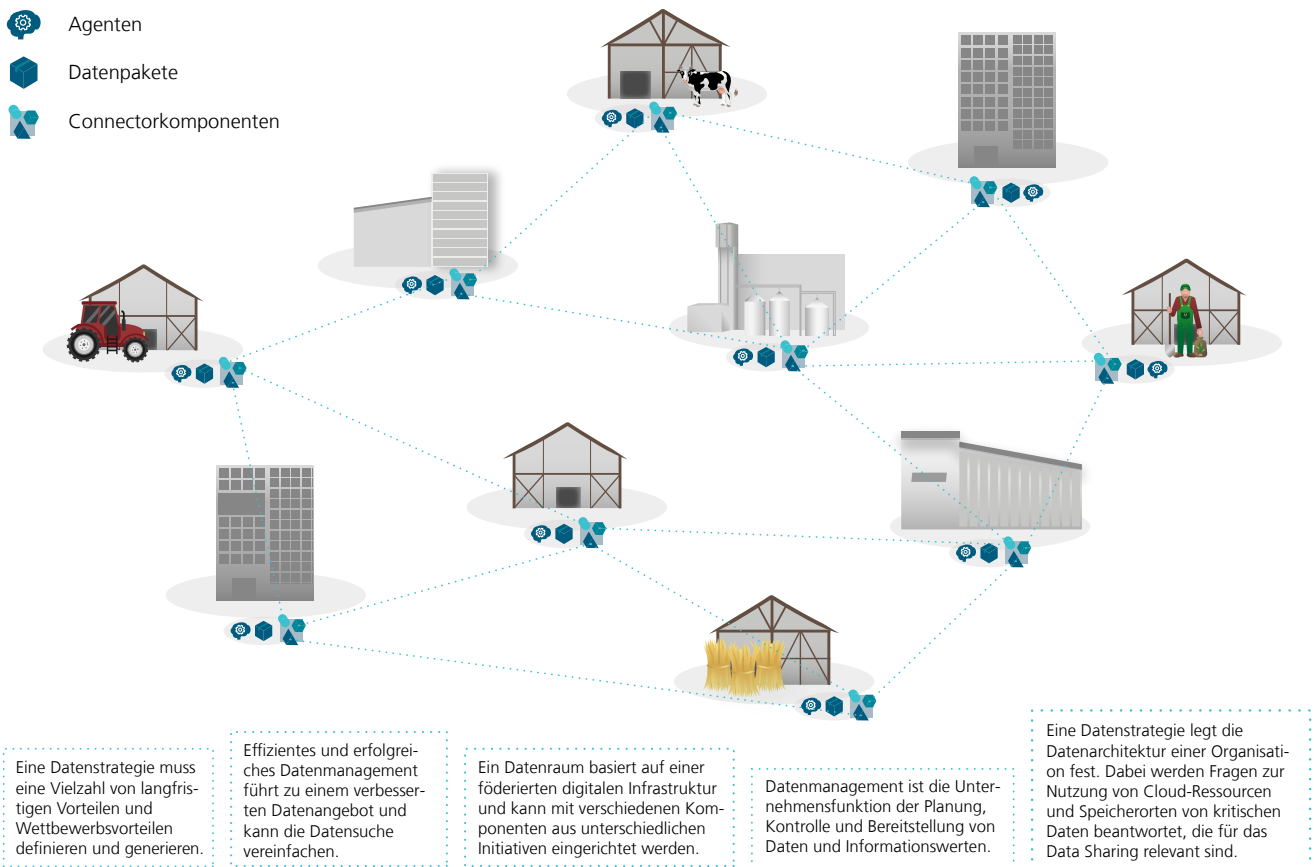 Agenten
Datenpakete
Connectorkomponenten
Eine Datenstrategie muss
eine Vielzahl von langfris-
tigen Vorteilen und
Wettbewerbsvorteilen
definieren und generieren.
Effizientes und erfolgrei-
ches Datenmanagement
führt zu einem verbesser-
ten Datenangebot und
kann die Datensuche
vereinfachen.
Ein Datenraum basiert auf einer
föderierten digitalen Infrastruktur
und kann mit verschiedenen Kom-
ponenten aus unterschiedlichen
Initiativen eingerichtet werden.
Datenmanagement ist die Unter-
nehmensfunktion der Planung,
Kontrolle und Bereitstellung von
Daten und Informationswerten.
Eine Datenstrategie legt die
Datenarchitektur einer Organisati-
on fest. Dabei werden Fragen zur
Nutzung von Cloud-Ressourcen
und Speicherorten von kritischen
Daten beantwortet, die für das
Data Sharing relevant sind.